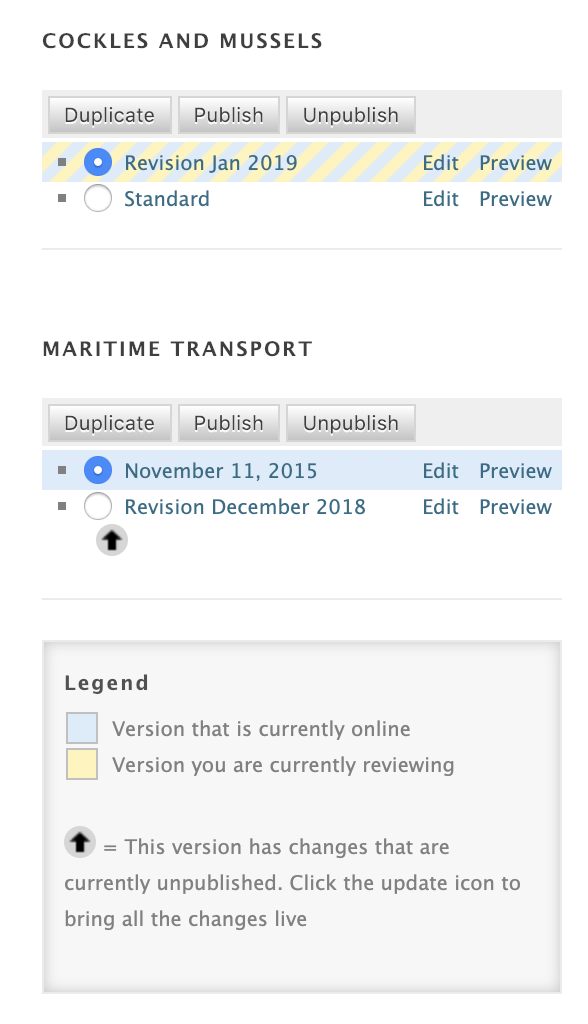 COCKLES AND MUSSELS
Duplicate Publish Unpublish
Revision Jan 2019 Edit Preview
Standard Edit Preview
MARITIME TRANSPORT
Duplicate Publish Unpublish
November 11, 2015 Edit Preview
Revision December 2018 Edit Preview
Legend
Version that is currently online
Version you are currently reviewing
= This version has changes that are
currently unpublished. Click the update icon to
bring all the changes live